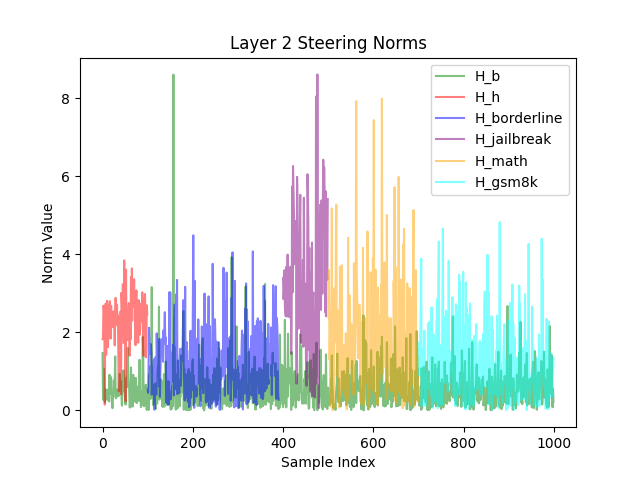 Layer 2 Steering Norms
H_b
H_h
H_borderline
H_jailbreak
H_math
H_gsm8k
Norm Value
8
6
4
2
0
0 200 400 600 800 1000
Sample Index